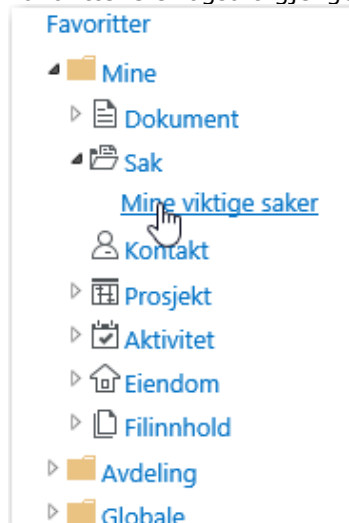 Favoritter
Mine
Dokument
Sak
Mine viktige saker
Kontakt
Prosjekt
Aktivitet
Eiendom
Filinnhold
Avdeling
Globale